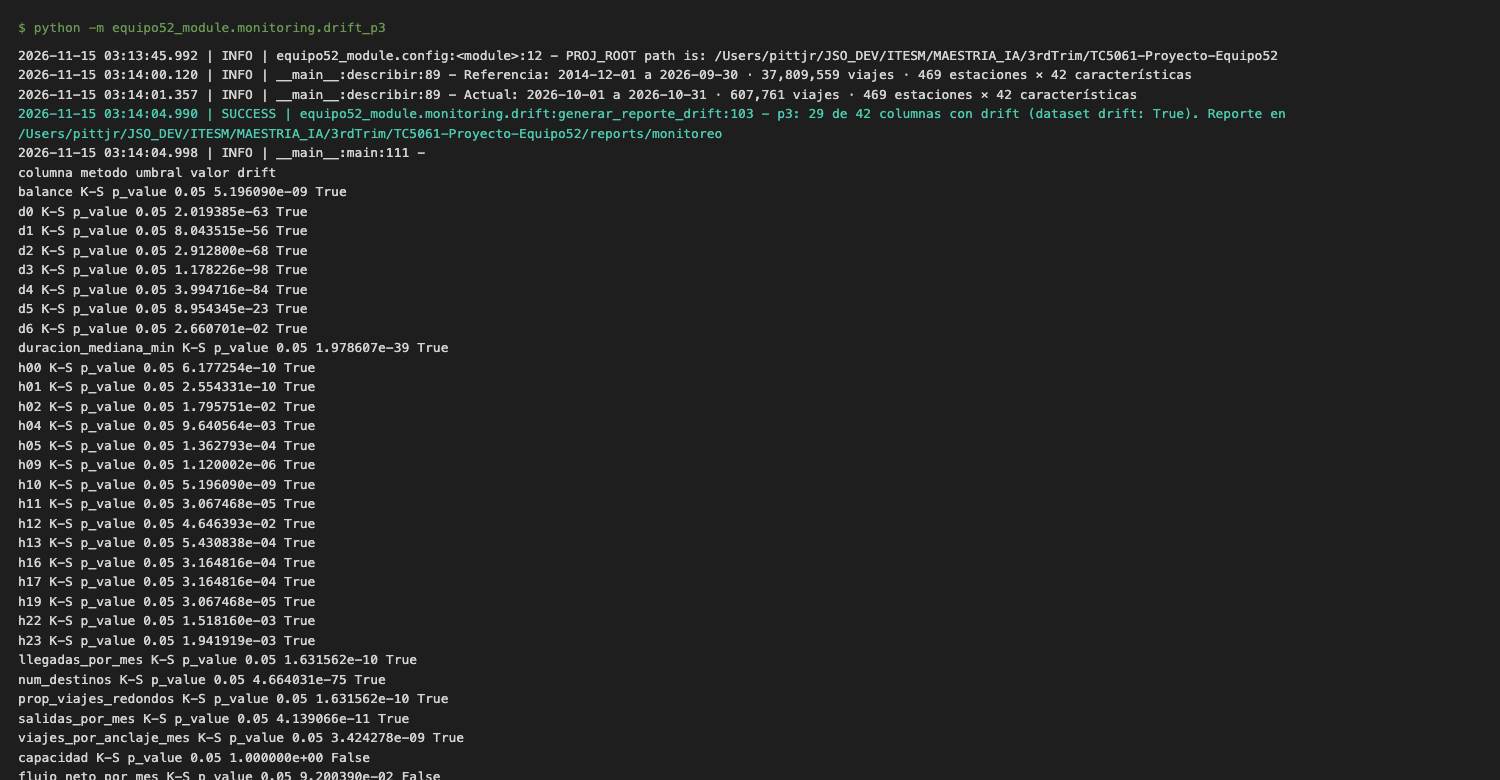 $ python -m equipo52_module.monitoring.drift_p3
2026-11-15 03:13:45.992 | INFO | equipo52_module.config:<module>:12 - PROJ_ROOT path is: /Users/pittjr/JSO_DEV/ITESM/MAESTRIA_IA/3rdTrim/TC5061-Proyecto-Equipo52
2026-11-15 03:14:00.120 | INFO | __main__:describir:89 - Referencia: 2014-12-01 a 2026-09-30 · 37,809,559 viajes · 469 estaciones × 42 características
2026-11-15 03:14:01.357 | INFO | __main__:describir:89 - Actual: 2026-10-01 a 2026-10-31 · 607,761 viajes · 469 estaciones × 42 características
2026-11-15 03:14:04.990 | SUCCESS | equipo52_module.monitoring.drift:generar_reporte_drift:103 - p3: 29 de 42 columnas con drift (dataset drift: True). Reporte en
/Users/pittjr/JSO_DEV/ITESM/MAESTRIA_IA/3rdTrim/TC5061-Proyecto-Equipo52/reports/monitoreo
2026-11-15 03:14:04.998 | INFO | __main__:main:111 -
columna metodo umbral valor drift
balance K-S p_value 0.05 5.196090e-09 True
d0 K-S p_value 0.05 2.019385e-63 True
d1 K-S p_value 0.05 8.043515e-56 True
d2 K-S p_value 0.05 2.912800e-68 True
d3 K-S p_value 0.05 1.178226e-98 True
d4 K-S p_value 0.05 3.994716e-84 True
d5 K-S p_value 0.05 8.954345e-23 True
d6 K-S p_value 0.05 2.660701e-02 True
duracion_mediana_min K-S p_value 0.05 1.978607e-39 True
h00 K-S p_value 0.05 6.177254e-10 True
h01 K-S p_value 0.05 2.554331e-10 True
h02 K-S p_value 0.05 1.795751e-02 True
h04 K-S p_value 0.05 9.640564e-03 True
h05 K-S p_value 0.05 1.362793e-04 True
h09 K-S p_value 0.05 1.120002e-06 True
h10 K-S p_value 0.05 5.196090e-09 True
h11 K-S p_value 0.05 3.067468e-05 True
h12 K-S p_value 0.05 4.646393e-02 True
h13 K-S p_value 0.05 5.430838e-04 True
h16 K-S p_value 0.05 3.164816e-04 True
h17 K-S p_value 0.05 3.164816e-04 True
h19 K-S p_value 0.05 3.067468e-05 True
h22 K-S p_value 0.05 1.518160e-03 True
h23 K-S p_value 0.05 1.941919e-03 True
llegadas_por_mes K-S p_value 0.05 1.631562e-10 True
num_destinos K-S p_value 0.05 4.664031e-75 True
prop_viajes_redondos K-S p_value 0.05 1.631562e-10 True
salidas_por_mes K-S p_value 0.05 4.139066e-11 True
viajes_por_anclaje_mes K-S p_value 0.05 3.424278e-09 True
capacidad K-S p_value 0.05 1.000000e+00 False
flujo_neto_por_mes K-S p_value 0.05 9.200390e-02 False